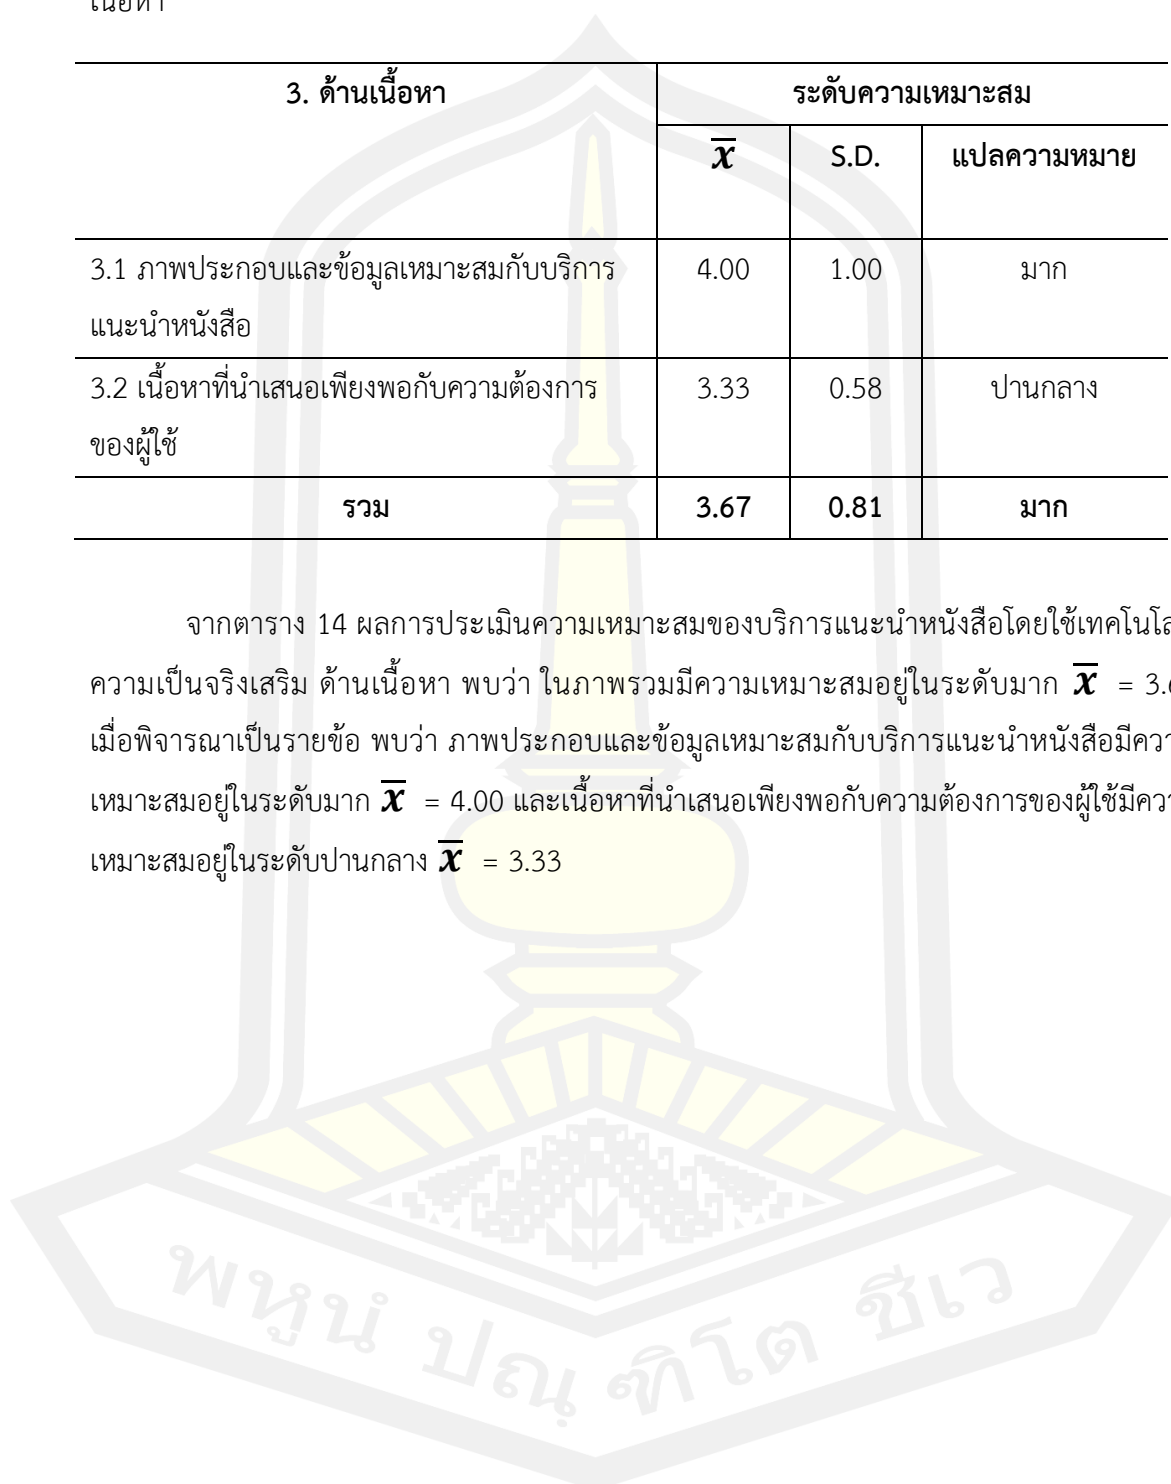 เนื้อหา
3. ด้านเนื้อหา ระดับความเหมาะสม
x̄ S.D. แปลความหมาย
3.1 ภาพประกอบและข้อมูลเหมาะสมกับบริการ 4.00 1.00 มาก
แนะนำหนังสือ
3.2 เนื้อหาที่นำเสนอเพียงพอกับความต้องการ 3.33 0.58 ปานกลาง
ของผู้ใช้
รวม 3.67 0.81 มาก
จากตาราง 14 ผลการประเมินความเหมาะสมของบริการแนะนำหนังสือโดยใช้
ความเป็นจริงเสริม ด้านเนื้อหา พบว่า ในภาพรวมมีความเหมาะสมอยู่ในระดับมาก x̄ =
เมื่อพิจารณาเป็นรายข้อ พบว่า ภาพประกอบและข้อมูลเหมาะสมกับบริการแนะนำหนังสือมี
เหมาะสมอยู่ในระดับมาก x̄ = 4.00 และเนื้อหาที่นำเสนอเพียงพอกับความต้องการของผู้ใช้มี
เหมาะสมอยู่ในระดับปานกลาง x̄ = 3.33
พหูนํ ปณฺฑิโต ชีเว